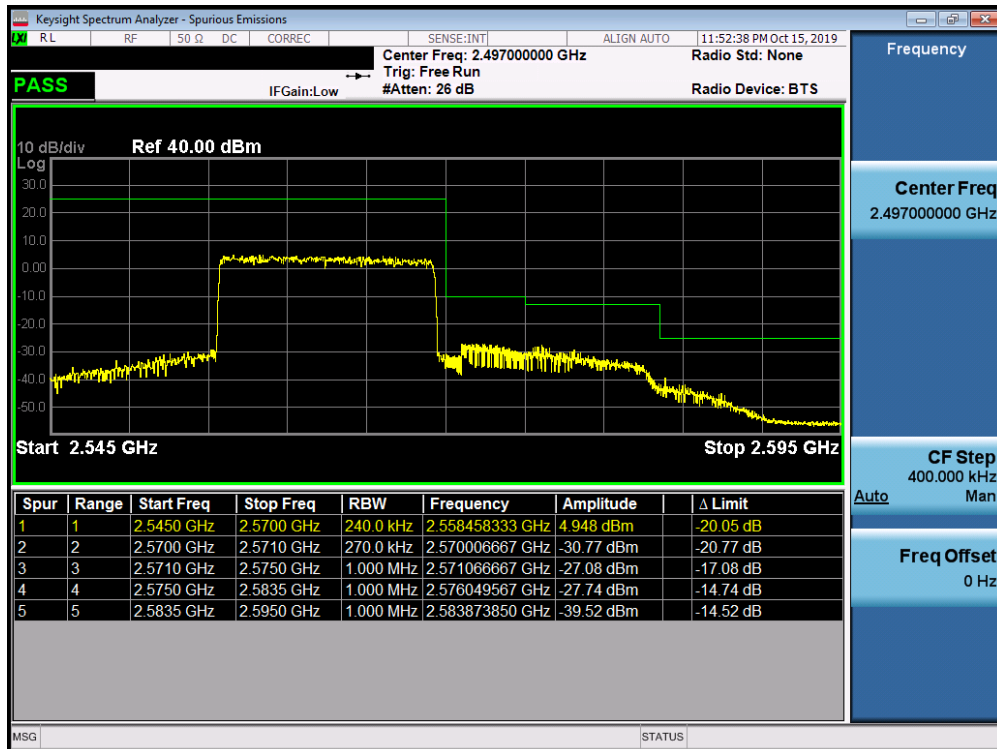 Keysight Spectrum Analyzer - Spurious Emissions
LXI RL RF 50 Ω DC CORREC SENSE:INT ALIGN AUTO 11:52:38 PM Oct 15, 2019
Center Freq: 2.497000000 GHz Radio Std: None
Trig: Free Run
PASS IFGain:Low #Atten: 26 dB Radio Device: BTS
Frequency
10 dB/div Ref 40.00 dBm
Log
30.0
20.0
10.0
0.00
-10.0
-20.0
-30.0
-40.0
-50.0
Start 2.545 GHz Stop 2.595 GHz
Spur Range Start Freq Stop Freq RBW Frequency Amplitude Δ Limit
1 1 2.5450 GHz 2.5700 GHz 240.0 kHz 2.558458333 GHz 4.948 dBm -20.05 dB
2 2 2.5700 GHz 2.5710 GHz 270.0 kHz 2.570006667 GHz -30.77 dBm -20.77 dB
3 3 2.5710 GHz 2.5750 GHz 1.000 MHz 2.571066667 GHz -27.08 dBm -17.08 dB
4 4 2.5750 GHz 2.5835 GHz 1.000 MHz 2.576049567 GHz -27.74 dBm -14.74 dB
5 5 2.5835 GHz 2.5950 GHz 1.000 MHz 2.583873850 GHz -39.52 dBm -14.52 dB
Center Freq
2.497000000 GHz
CF Step
400.000 kHz
Auto Man
Freq Offset
0 Hz
MSG STATUS